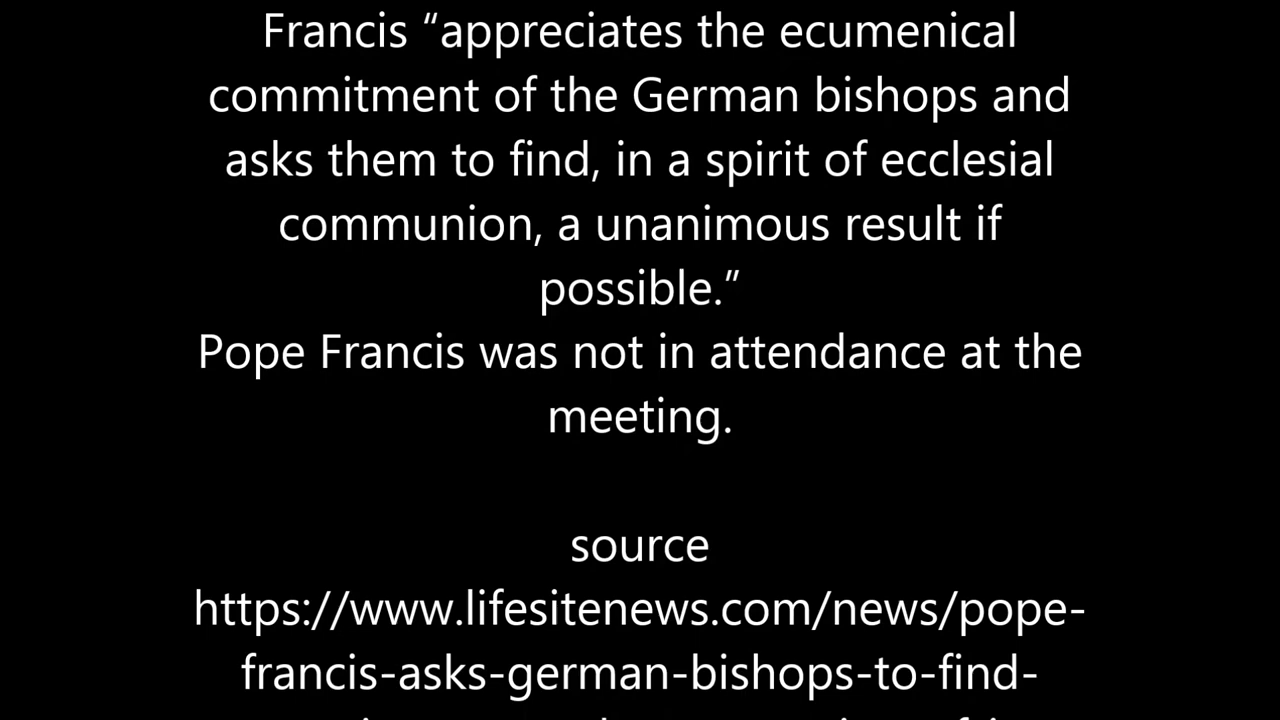 Francis “appreciates the ecumenical
commitment of the German bishops and
asks them to find, in a spirit of ecclesial
communion, a unanimous result if
possible.”
Pope Francis was not in attendance at the
meeting.
source
https://www.lifesitenews.com/news/pope-
francis-asks-german-bishops-to-find-